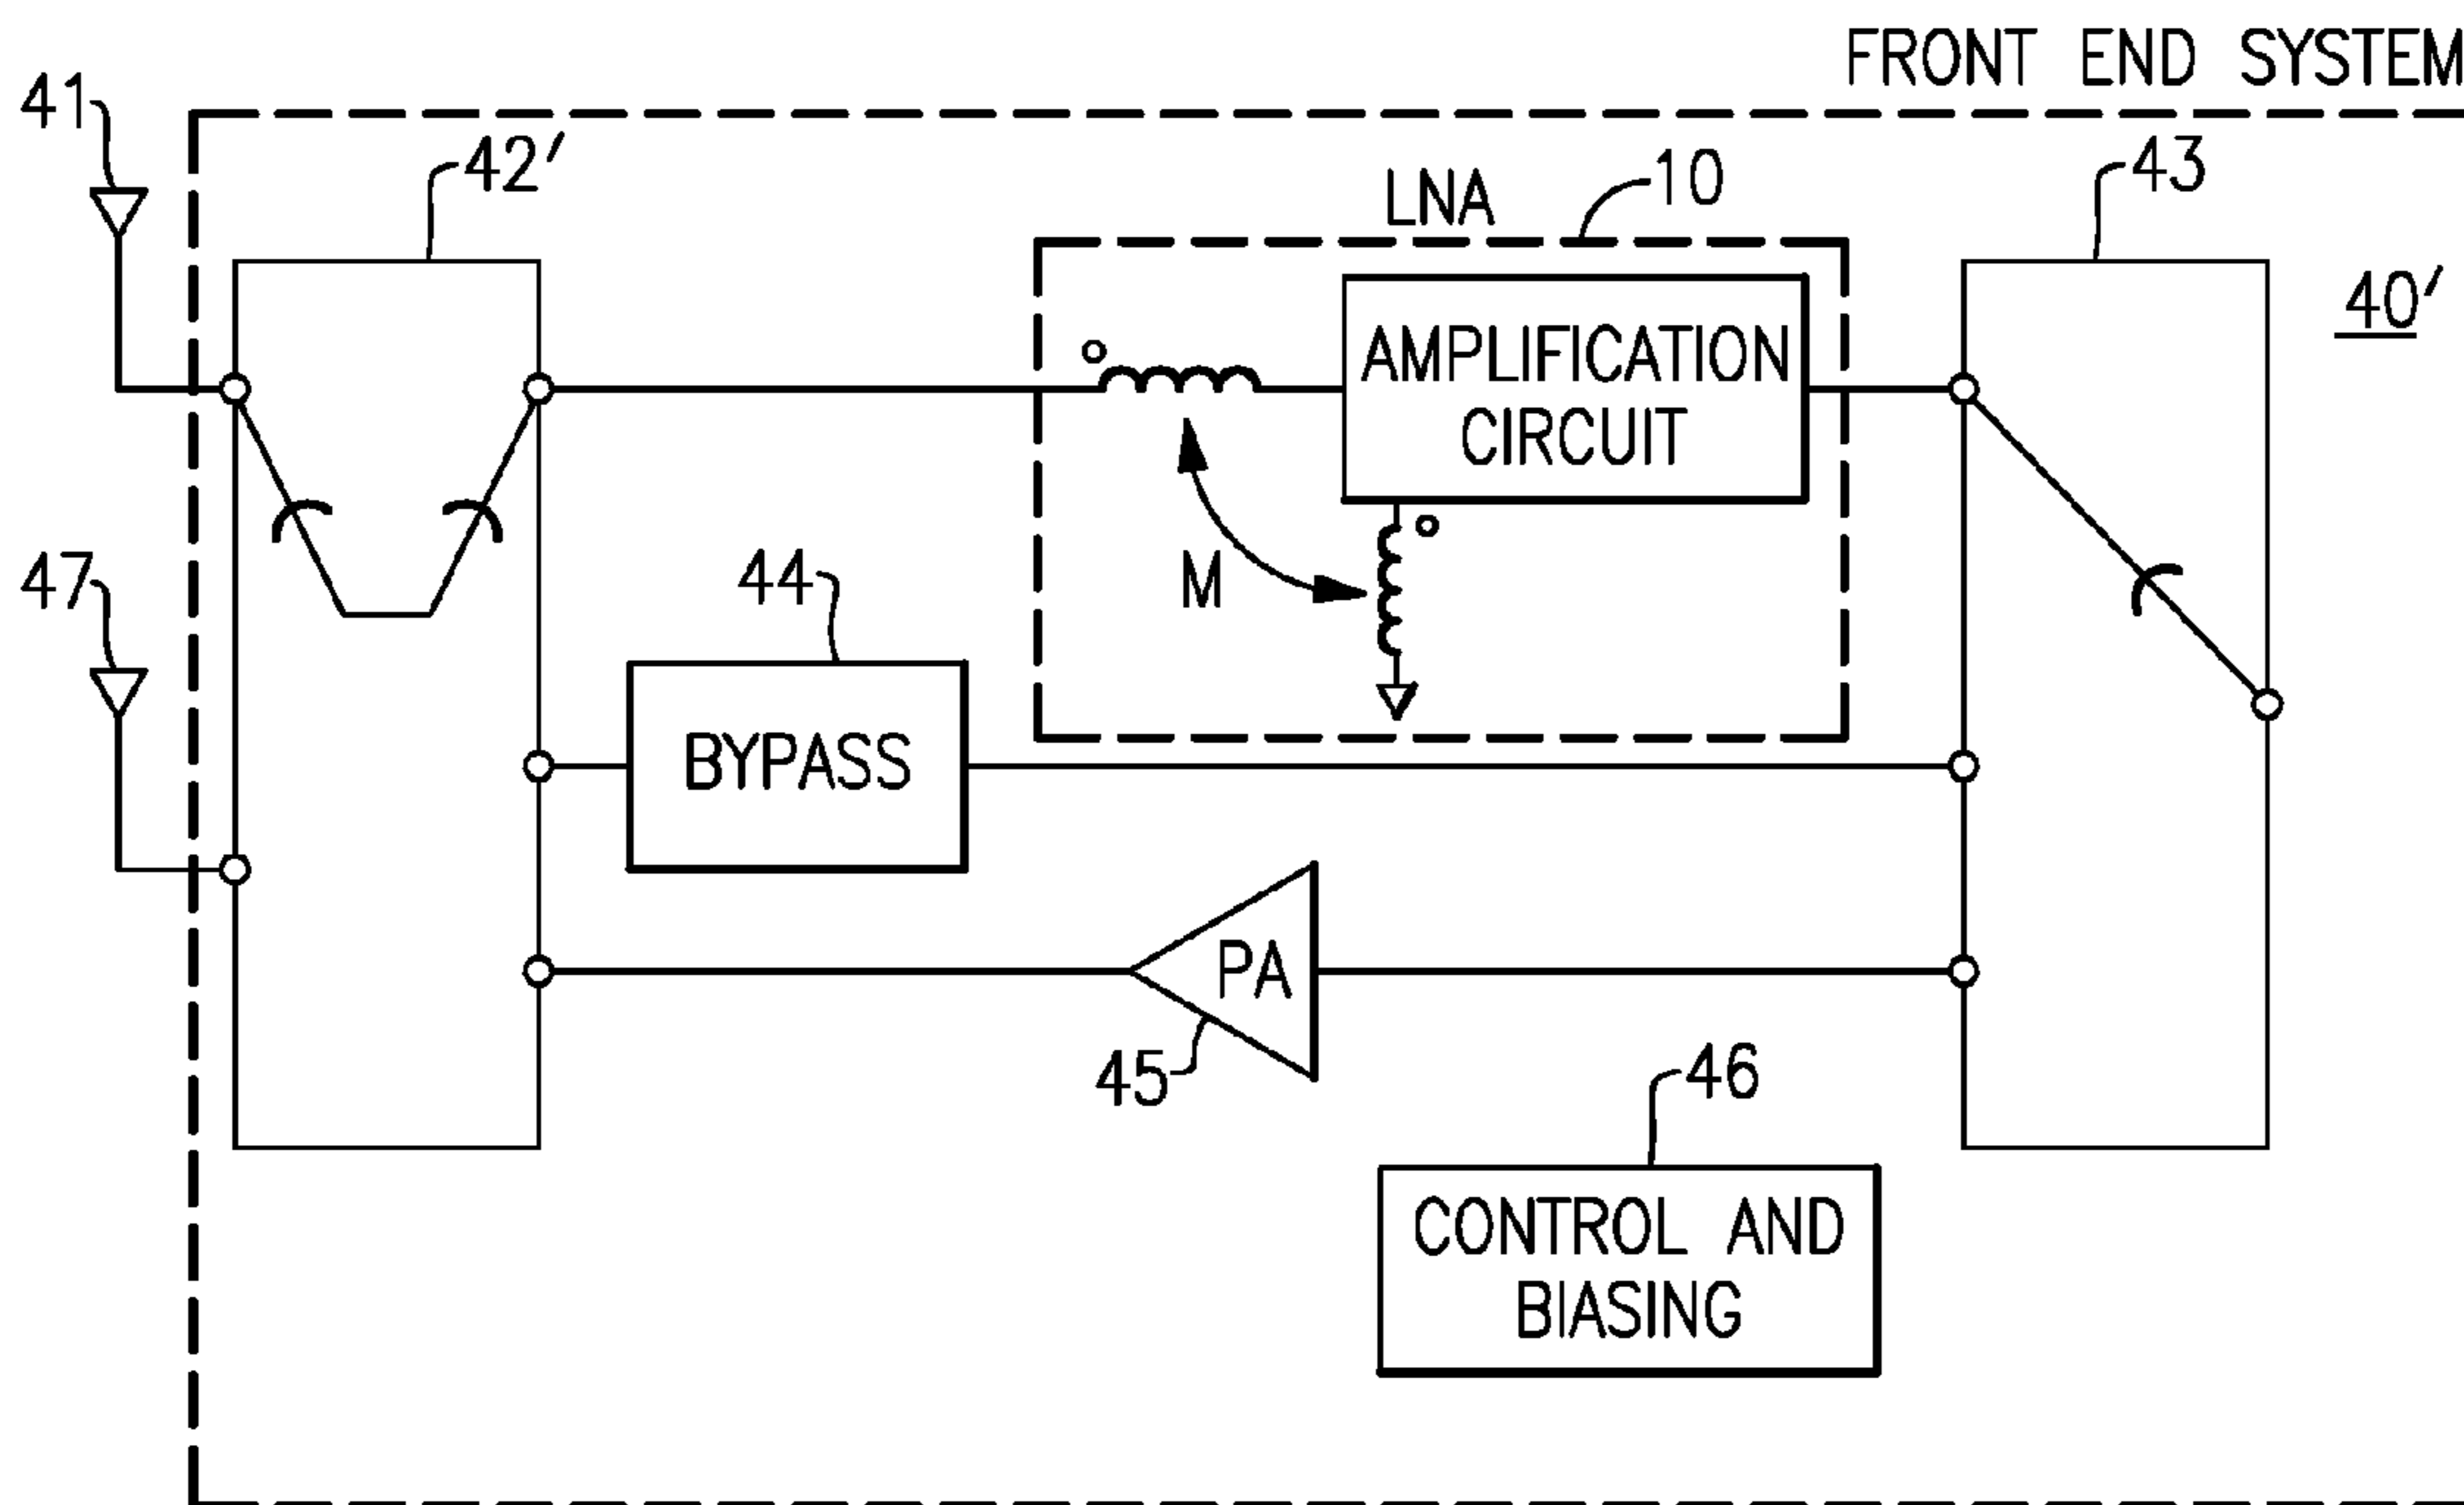 FRONT END SYSTEM
41
42′
LNA
10
43
40′
AMPLIFICATION
CIRCUIT
M
47
44
BYPASS
PA
45
46
CONTROL AND
BIASING